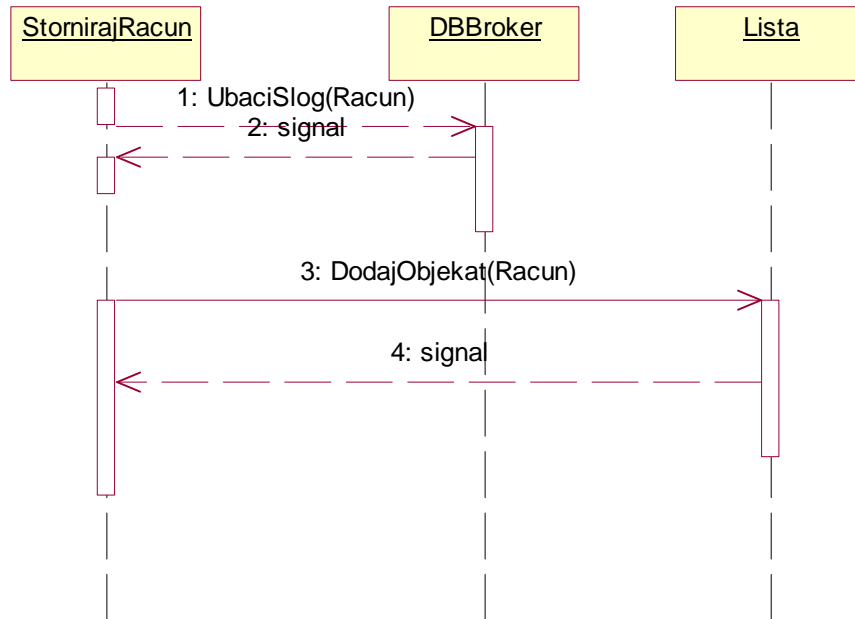 StornirajRacun
DBBroker
Lista
1: UbaciSlog(Racun)
2: signal
3: DodajObjekat(Racun)
4: signal